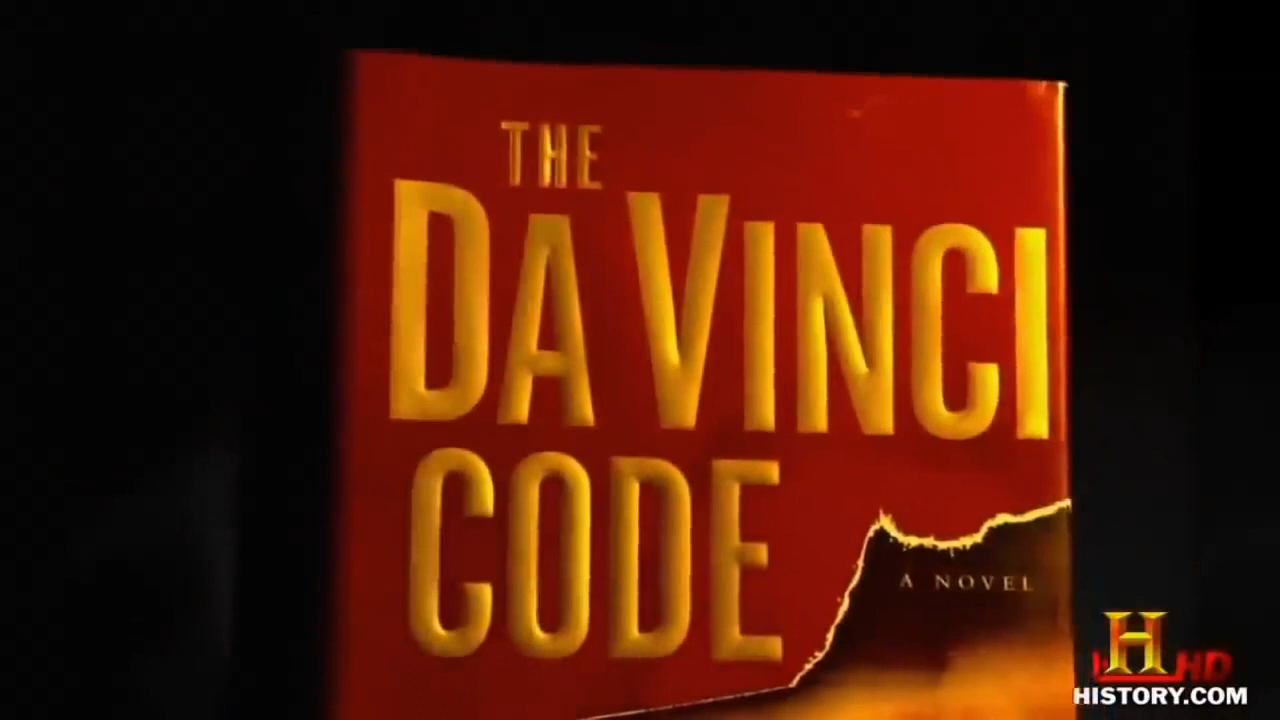 THE
DA VINCI
CODE
A NOVEL
H HD
HISTORY.COM